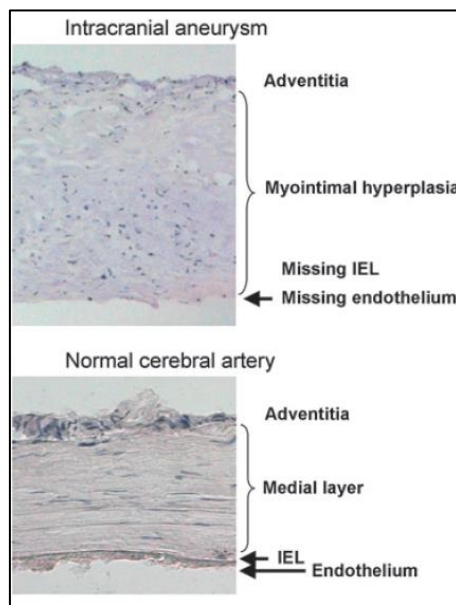 Intracranial aneurysm
Adventitia
Myointimal hyperplasia
Missing IEL
Missing endothelium
Normal cerebral artery
Adventitia
Medial layer
IEL
Endothelium